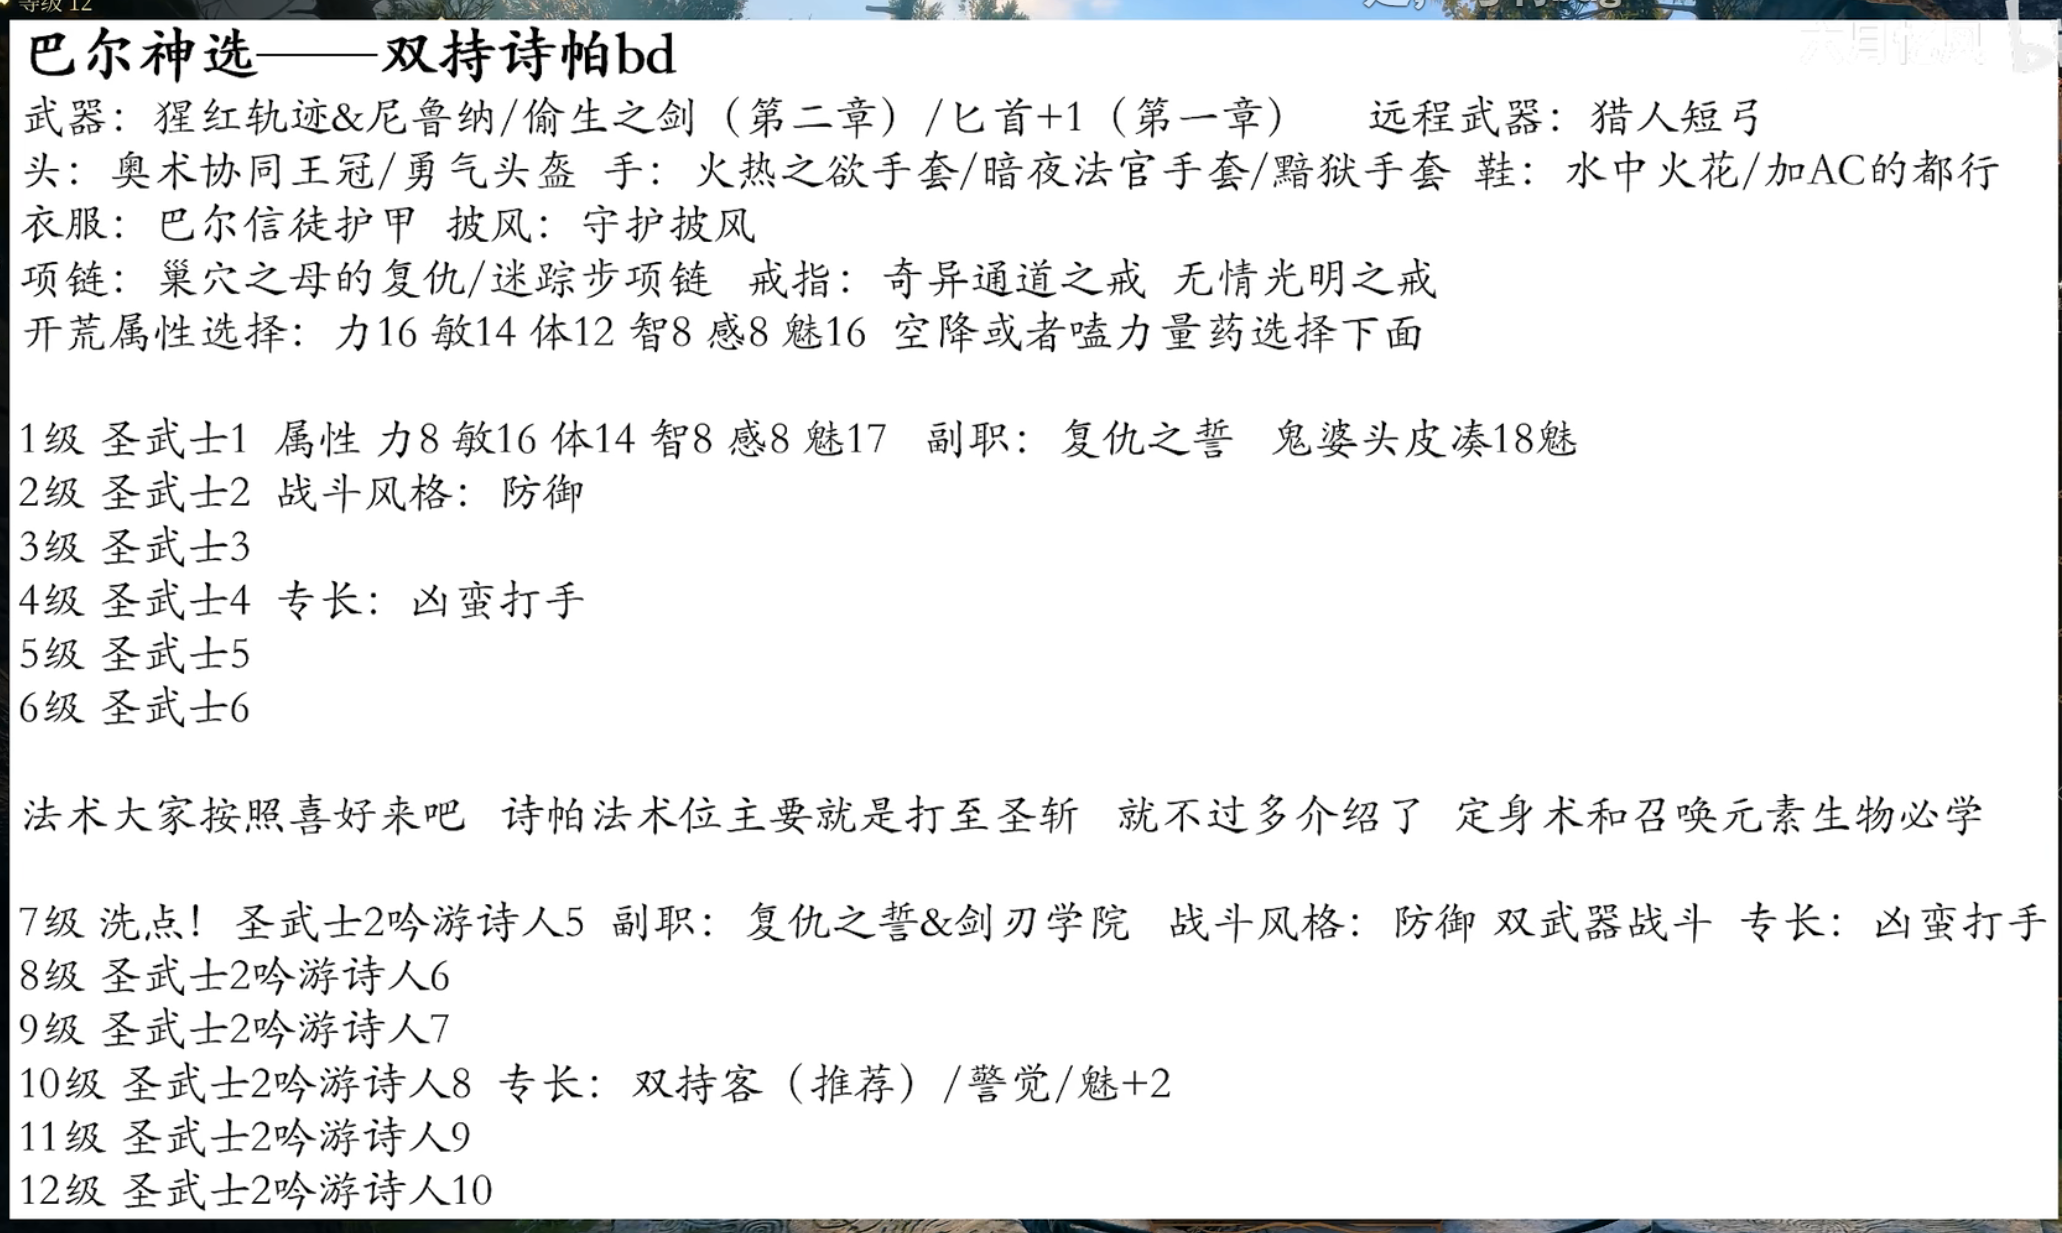 等级 12
巴尔神选——双持诗帕bd
武器：猩红轨迹&尼鲁纳/偷生之剑（第二章）/匕首+1（第一章） 远程武器：猎人短弓
头：奥术协同王冠/勇气头盔 手：火热之欲手套/暗夜法官手套/黯狱手套 鞋：水中火花/加AC的都行
衣服：巴尔信徒护甲 披风：守护披风
项链：巢穴之母的复仇/迷踪步项链 戒指：奇异通道之戒 无情光明之戒
开荒属性选择：力16 敏14 体12 智8 感8 魅16 空降或者嗑力量药选择下面
1级 圣武士1 属性 力8 敏16 体14 智8 感8 魅17 副职：复仇之誓 鬼婆头皮凑18魅
2级 圣武士2 战斗风格：防御
3级 圣武士3
4级 圣武士4 专长：凶蛮打手
5级 圣武士5
6级 圣武士6
法术大家按照喜好来吧 诗帕法术位主要就是打至圣斩 就不过多介绍了 定身术和召唤元素生物必学
7级 洗点！圣武士2吟游诗人5 副职：复仇之誓&剑刃学院 战斗风格：防御 双武器战斗 专长：凶蛮打手
8级 圣武士2吟游诗人6
9级 圣武士2吟游诗人7
10级 圣武士2吟游诗人8 专长：双持客（推荐）/警觉/魅+2
11级 圣武士2吟游诗人9
12级 圣武士2吟游诗人10